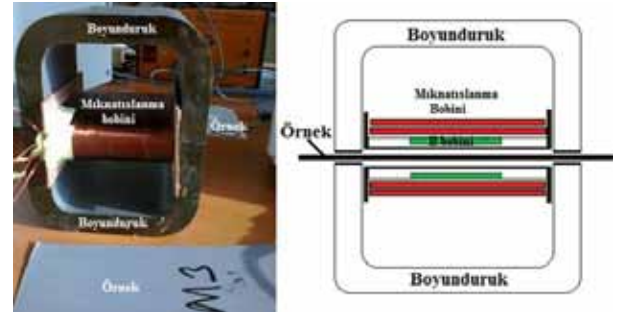 Boyunduruk
Mıknatıslanma
bobini
Örnek
Boyunduruk
Örnek
M3
Boyunduruk
Mıknatıslanma
Bobini
Örnek
B bobini
Boyunduruk